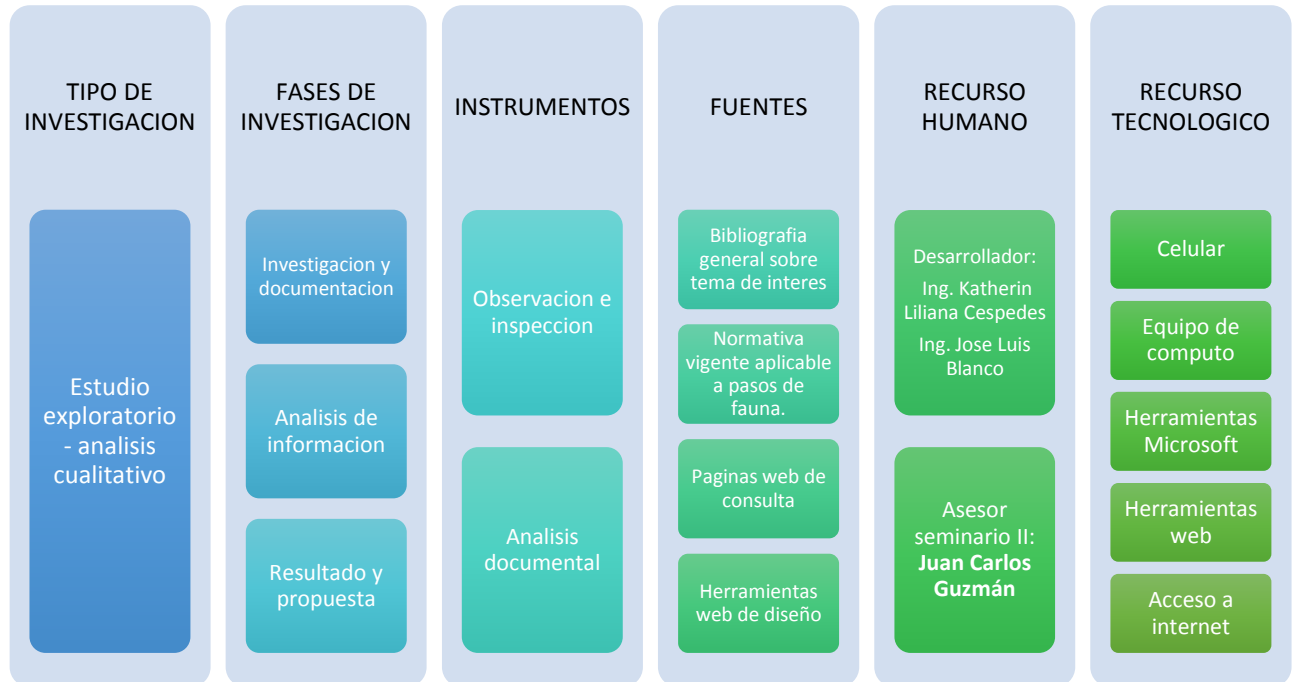 TIPO DE
INVESTIGACION
Estudio
exploratorio
- analisis
cualitativo
FASES DE
INVESTIGACION
Investigacion y
documentacion
Analisis de
informacion
Resultado y
propuesta
INSTRUMENTOS
Observacion e
inspeccion
Analisis
documental
FUENTES
Bibliografia
general sobre
tema de interes
Normativa
vigente aplicable
a pasos de
fauna.
Paginas web de
consulta
Herramientas
web de diseño
RECURSO
HUMANO
Desarrollador:
Ing. Katherin
Liliana Cespedes
Ing. Jose Luis
Blanco
Asesor
seminario II:
Juan Carlos
Guzmán
RECURSO
TECNOLOGICO
Celular
Equipo de
computo
Herramientas
Microsoft
Herramientas
web
Acceso a
internet